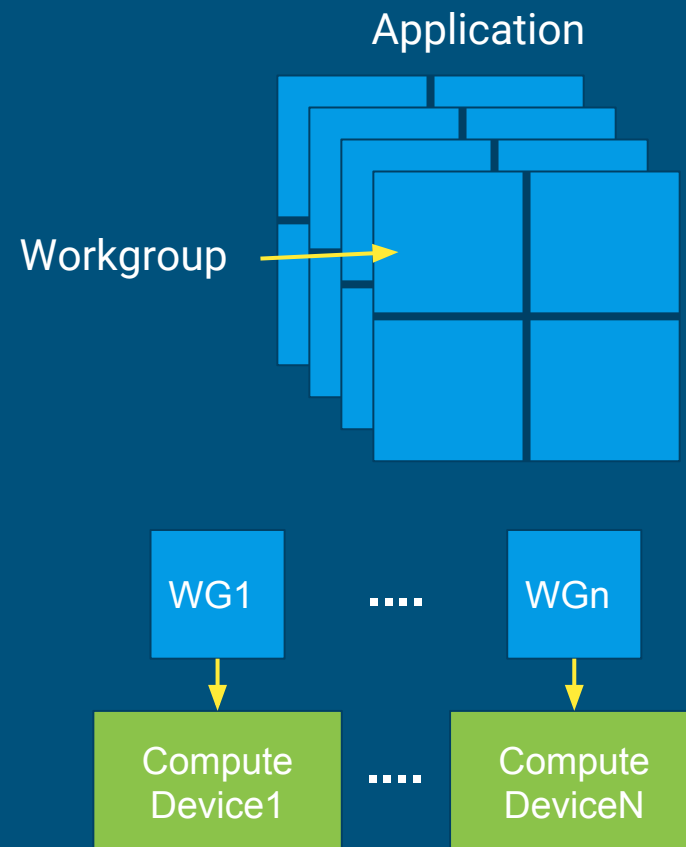 Application
Workgroup
WG1
....
WGn
Compute
Device1
....
Compute
DeviceN